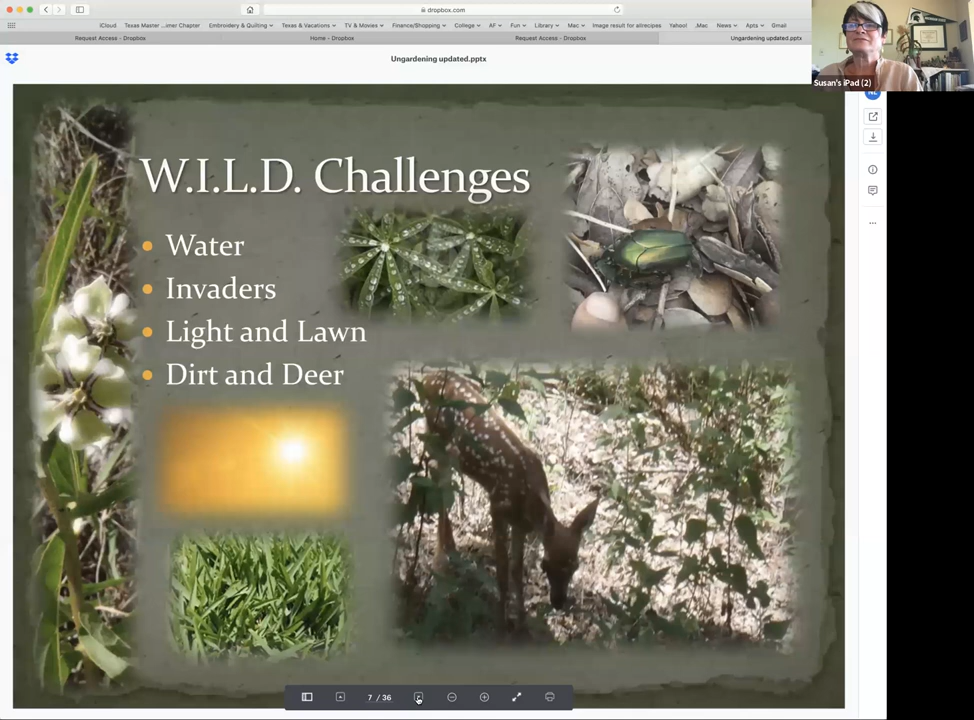 dropbox.com
iCloud Texas Master ...imer Chapter Embroidery & Quilting Texas & Vacations TV & Movies Finance/Shopping College AF Fun Library Mac Image result for allrecipes Yahoo! .Mac News Apts Gmail
Request Access - Dropbox Home - Dropbox Request Access - Dropbox Ungardening updated.pptx
Ungardening updated.pptx
Susan's iPad (2)
W.I.L.D. Challenges
• Water
• Invaders
• Light and Lawn
• Dirt and Deer
7 / 36